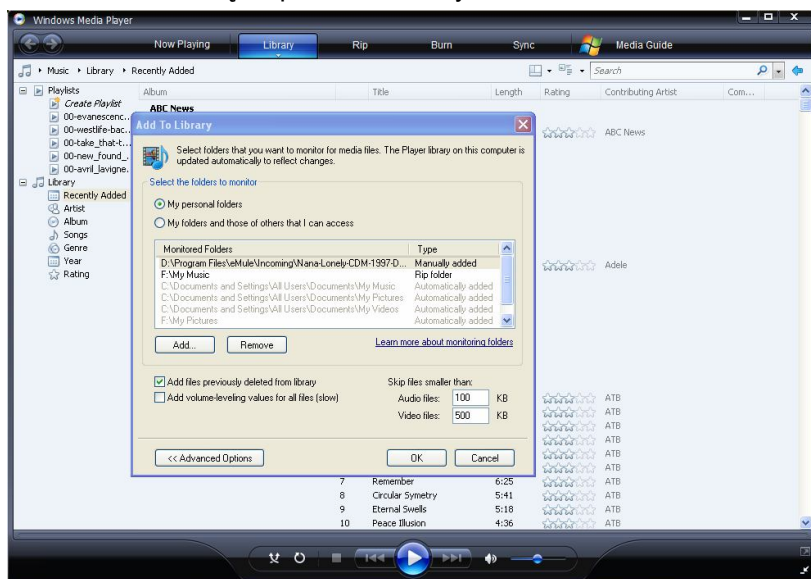 Windows Media Player
Now Playing Library Rip Burn Sync Media Guide
Music Library Recently Added Search
Playlists
Create Playlist
00-evanescenc...
00-westlife-bac...
00-take_that-t...
00-new_found_...
00-avril_lavigne...
Library
Recently Added
Artist
Album
Songs
Genre
Year
Rating
Album Title Length Rating Contributing Artist Com...
ABC News
ABC News
Adele
ATB
ATB
ATB
ATB
ATB
ATB
7 Remember 6:25 ATB
8 Circular Symetry 5:41 ATB
9 Eternal Swells 5:18 ATB
10 Peace Illusion 4:36 ATB
Add To Library
Select folders that you want to monitor for media files. The Player library on this computer is
updated automatically to reflect changes.
Select the folders to monitor
My personal folders
My folders and those of others that I can access
Monitored Folders Type
D:\Program Files\eMule\Incoming\Nana-Lonely-CDM-1997-D... Manually added
F:\My Music Rip folder
C:\Documents and Settings\All Users\Documents\My Music Automatically added
C:\Documents and Settings\All Users\Documents\My Pictures Automatically added
C:\Documents and Settings\All Users\Documents\My Videos Automatically added
F:\My Pictures Automatically added
Add... Remove Learn more about monitoring folders
Add files previously deleted from library Skip files smaller than:
Add volume-leveling values for all files (slow) Audio files: 100 KB
Video files: 500 KB
<< Advanced Options OK Cancel